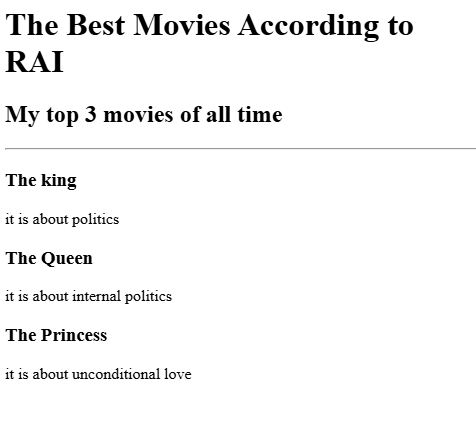 The Best Movies According to
RAI
My top 3 movies of all time
The king
it is about politics
The Queen
it is about internal politics
The Princess
it is about unconditional love